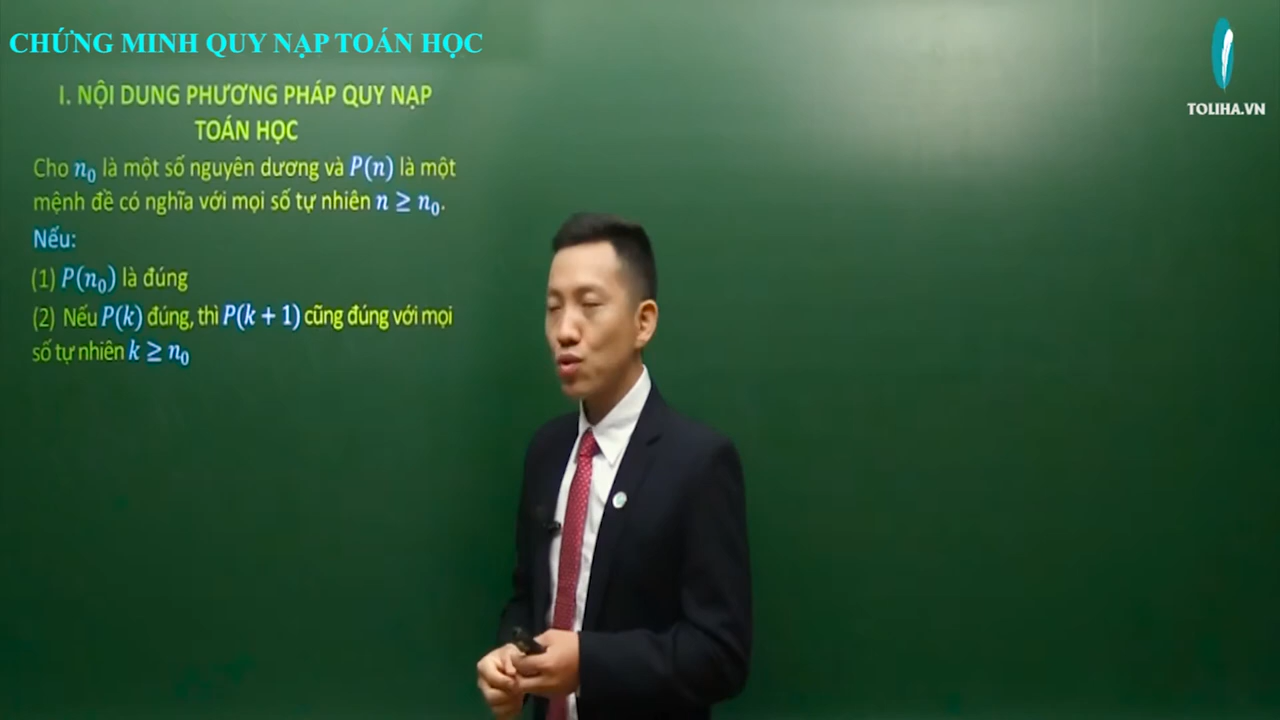 CHỨNG MINH QUY NẠP TOÁN HỌC
TOLIHA.VN
I. NỘI DUNG PHƯƠNG PHÁP QUY NẠP
TOÁN HỌC
Cho n₀ là một số nguyên dương và P(n) là một
mệnh đề có nghĩa với mọi số tự nhiên n ≥ n₀.
Nếu:
(1) P(n₀) là đúng
(2) Nếu P(k) đúng, thì P(k + 1) cũng đúng với mọi
số tự nhiên k ≥ n₀